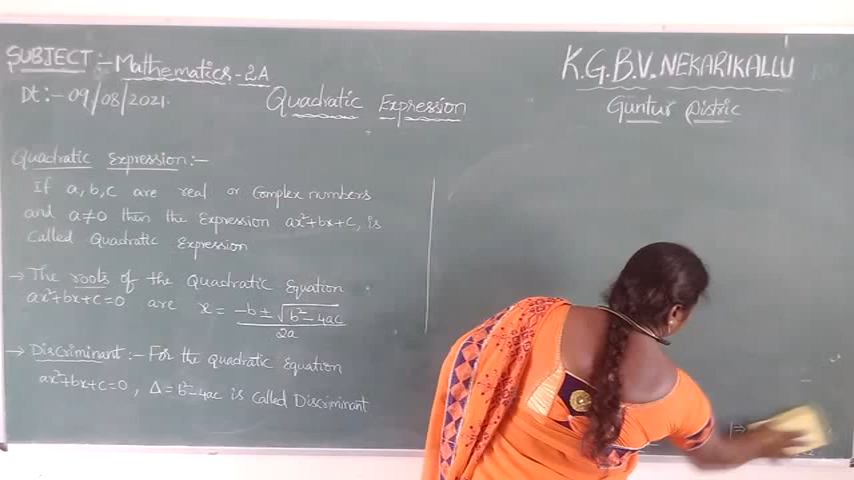 SUBJECT :- Mathematics - 2A
Dt :- 09/08/2021.
Quadratic Expression
K.G.B.V. NEKARIKALLU
Guntur Distric
Quadratic Expression :-
If a, b, c are real or Complex numbers
and a≠0 then the Expression ax²+bx+c, is
Called Quadratic Expression
→ The roots of the Quadratic Equation
ax²+bx+c=0 are x = (-b ± √(b²-4ac))/2a
→ Discriminant :- For the quadratic Equation
ax²+bx+c=0, Δ = b²-4ac is called Discriminant